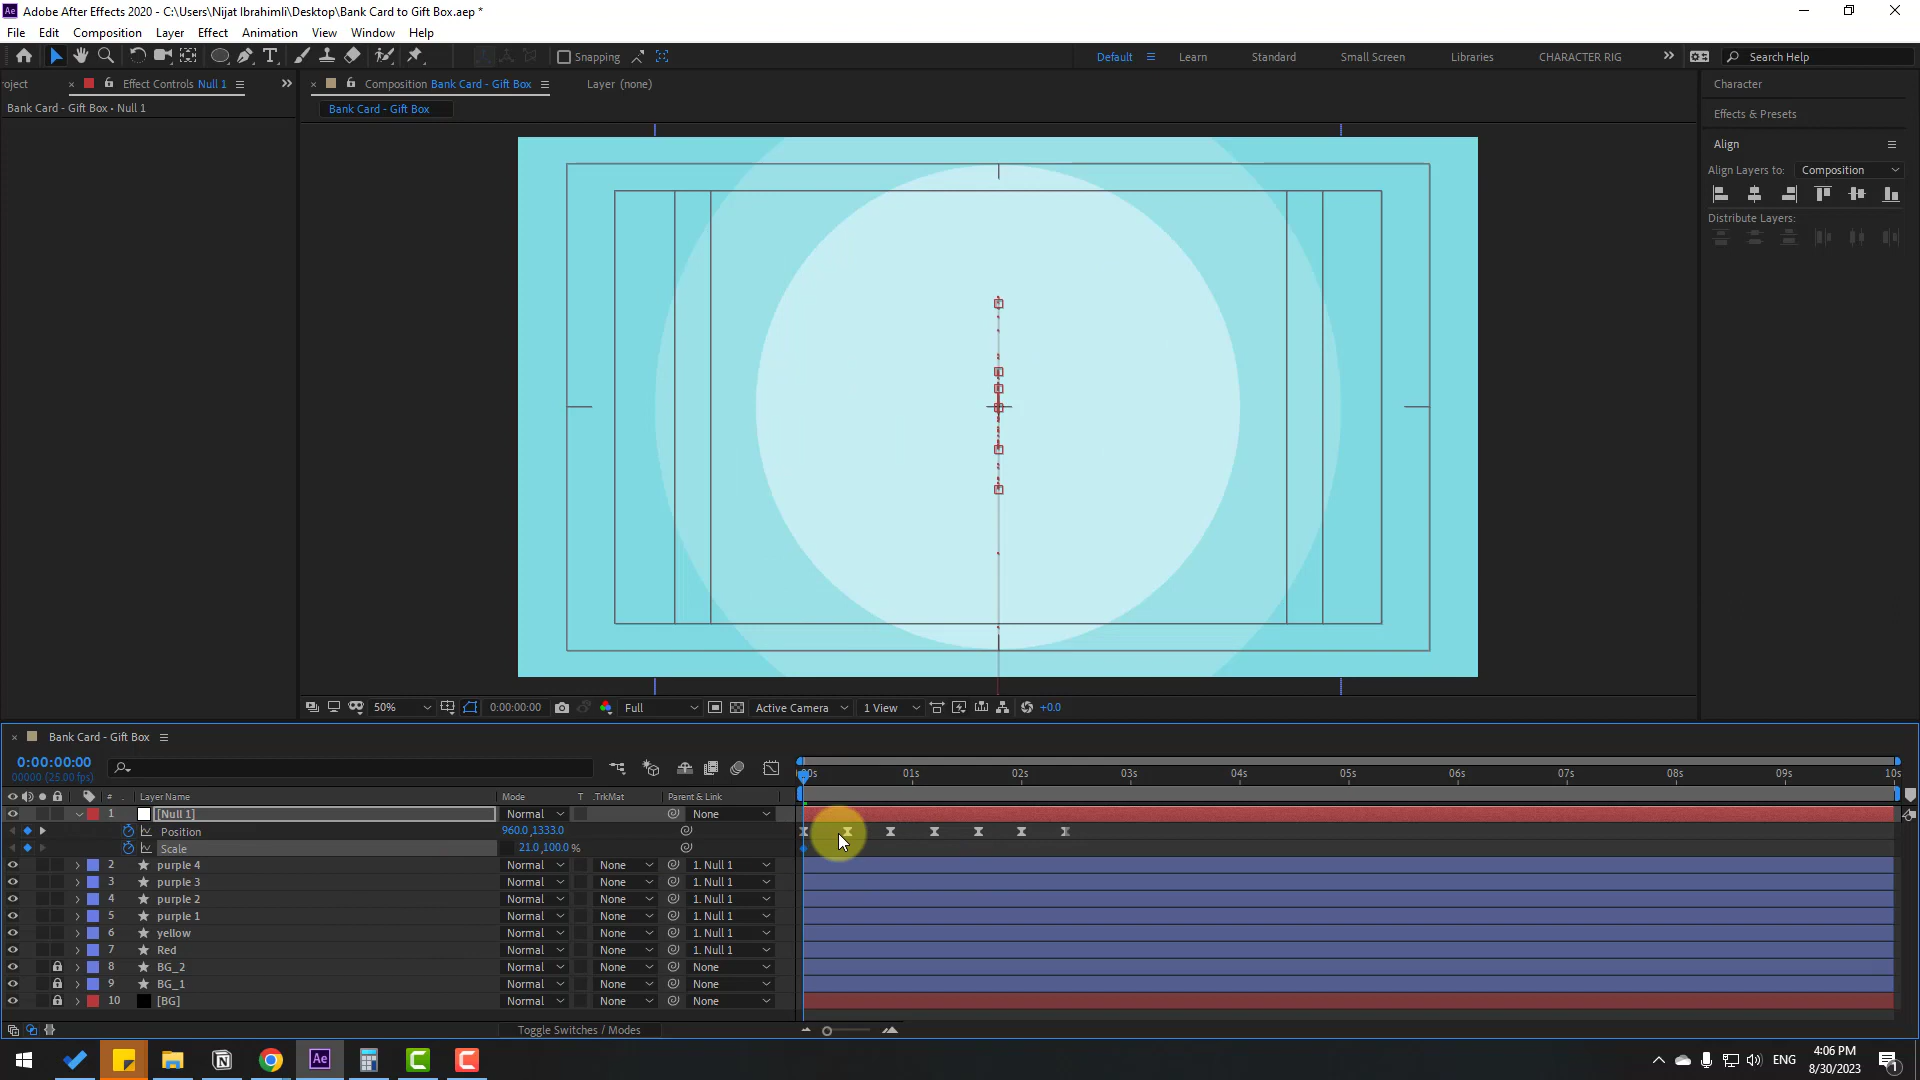 Adobe After Effects 2020 - C:\Users\Nijat Ibrahimli\Desktop\Bank Card to Gift Box.aep *
File Edit Composition Layer Effect Animation View Window Help
Snapping Default Learn Standard Small Screen Libraries CHARACTER RIG Search Help
roject Effect Controls Null 1 Composition Bank Card - Gift Box Layer (none) Character
Bank Card - Gift Box • Null 1 Bank Card - Gift Box
Effects & Presets
Align
Align Layers to: Composition
Distribute Layers:
50% 0:00:00:00 Full Active Camera 1 View +0.0
Bank Card - Gift Box
0:00:00:00
00000 (25.00 fps)
00s 01s 02s 03s 04s 05s 06s 07s 08s 09s 10s
# Layer Name Mode T .TrkMat Parent & Link
1 [Null 1] Normal None
Position 960.0,1333.0
Scale 21.0,100.0 %
2 purple 4 Normal None 1. Null 1
3 purple 3 Normal None 1. Null 1
4 purple 2 Normal None 1. Null 1
5 purple 1 Normal None 1. Null 1
6 yellow Normal None 1. Null 1
7 Red Normal None 1. Null 1
8 BG_2 Normal None None
9 BG_1 Normal None None
10 [BG] Normal None None
Toggle Switches / Modes
Ae ENG 4:06 PM
8/30/2023 1